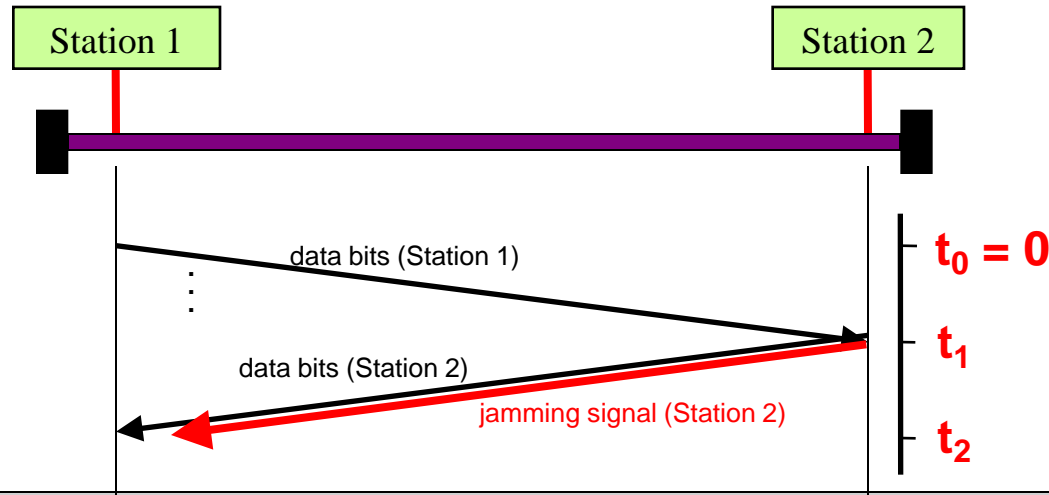 Station 1
Station 2
data bits (Station 1)
t0 = 0
t1
data bits (Station 2)
jamming signal (Station 2)
t2